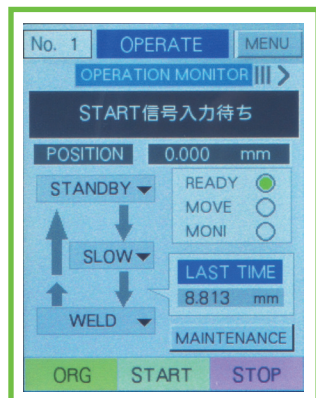 No. 1 OPERATE MENU
OPERATION MONITOR
START信号入力待ち
POSITION 0.000 mm
STANDBY
READY
MOVE
MONI
SLOW
LAST TIME
8.813 mm
WELD
MAINTENANCE
ORG START STOP